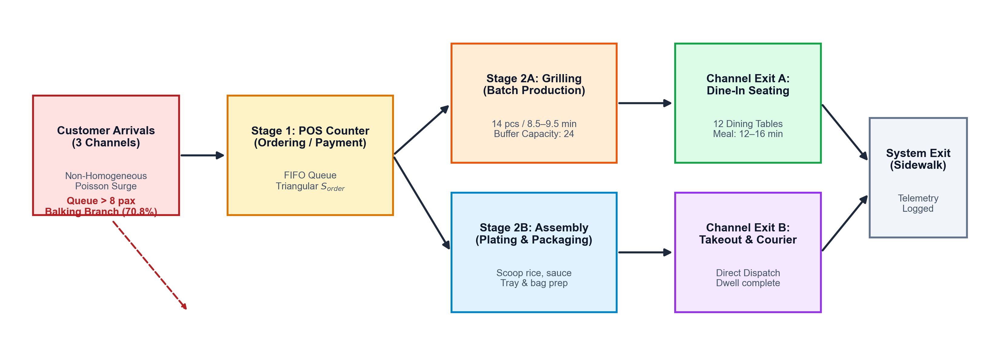 Customer Arrivals
(3 Channels)
Non-Homogeneous
Poisson Surge
Queue > 8 pax
Balking Branch (70.8%)
Stage 1: POS Counter
(Ordering / Payment)
FIFO Queue
Triangular S_order
Stage 2A: Grilling
(Batch Production)
14 pcs / 8.5–9.5 min
Buffer Capacity: 24
Stage 2B: Assembly
(Plating & Packaging)
Scoop rice, sauce
Tray & bag prep
Channel Exit A:
Dine-In Seating
12 Dining Tables
Meal: 12–16 min
Channel Exit B:
Takeout & Courier
Direct Dispatch
Dwell complete
System Exit
(Sidewalk)
Telemetry
Logged